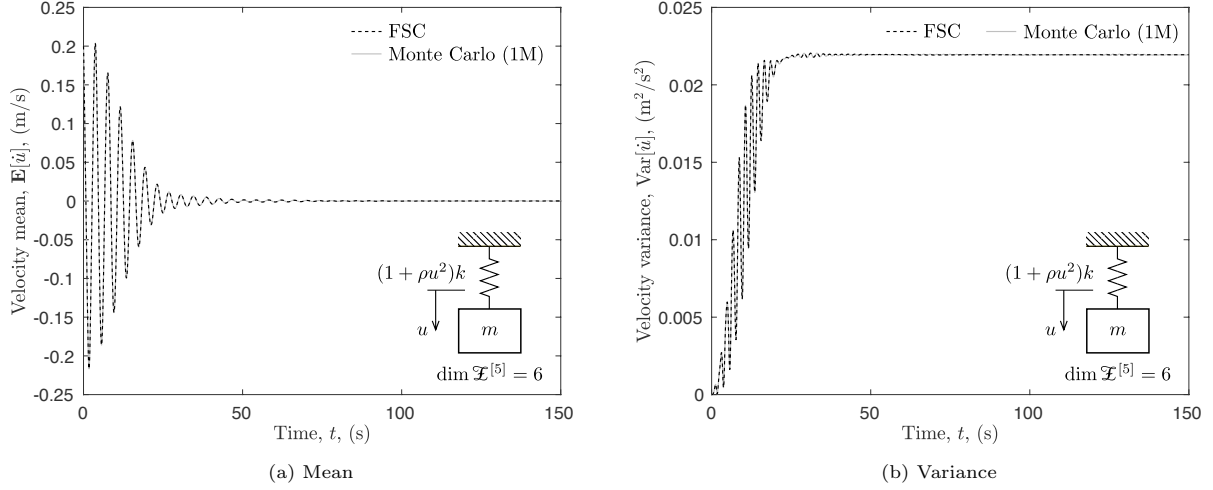 0.25
0.2
0.15
0.1
0.05
0
-0.05
-0.1
-0.15
-0.2
-0.25
Velocity mean, E[u̇], (m/s)
FSC
Monte Carlo (1M)
(1 + ρu²)k
u
m
dim 𝒵^[5] = 6
0 50 100 150
Time, t, (s)
(a) Mean
0.025
0.02
0.015
0.01
0.005
0
Velocity variance, Var[u̇], (m²/s²)
FSC Monte Carlo (1M)
(1 + ρu²)k
u
m
dim 𝒵^[5] = 6
0 50 100 150
Time, t, (s)
(b) Variance